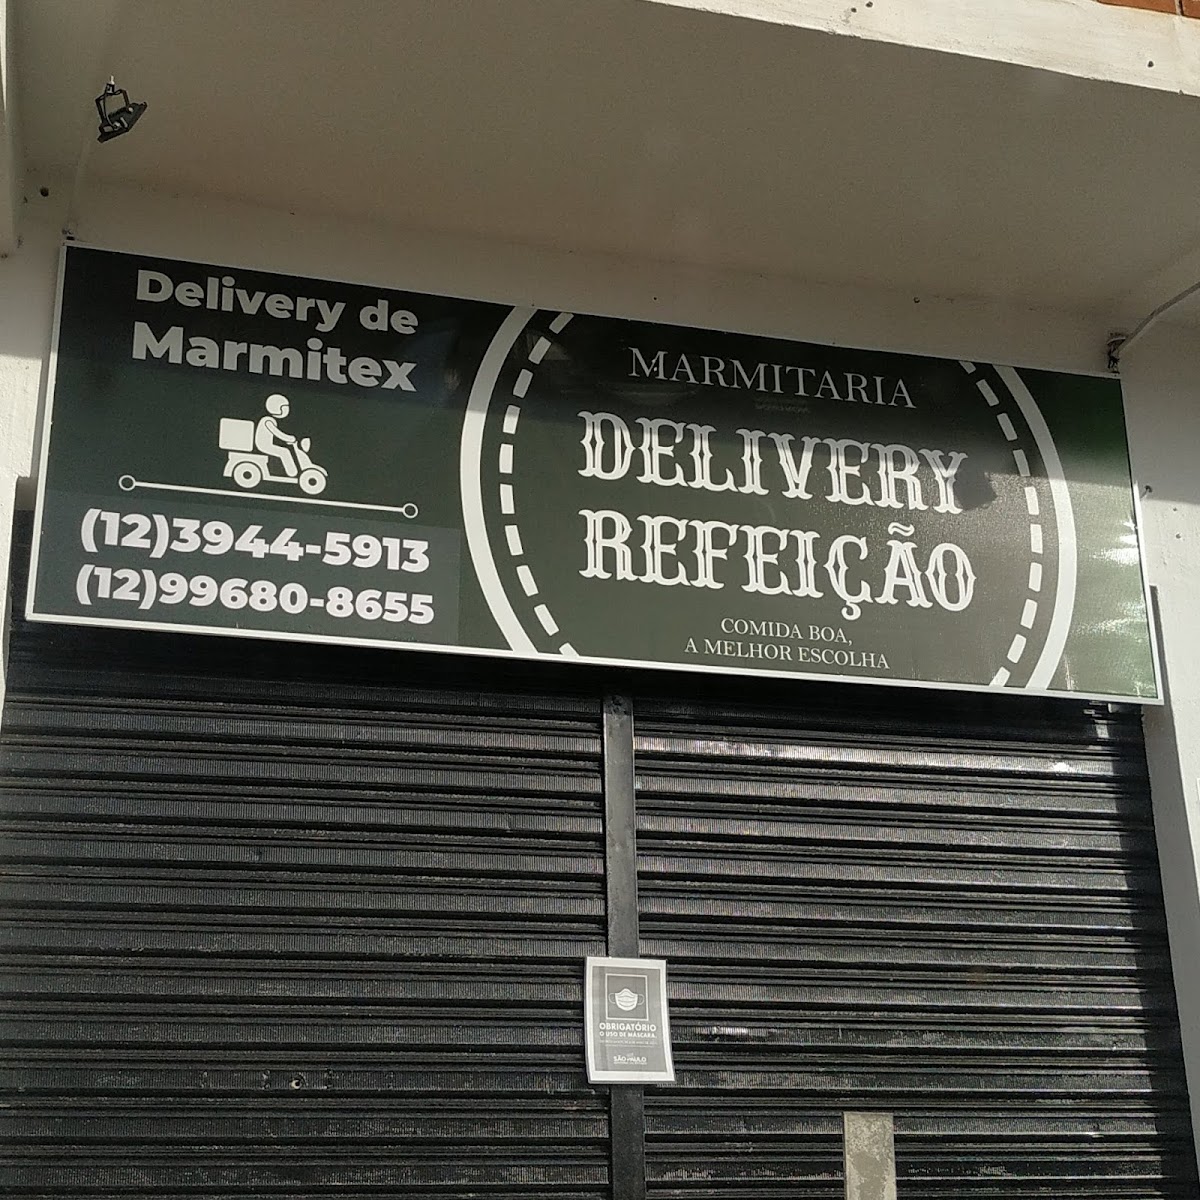 Delivery de
Marmitex
(12)3944-5913
(12)99680-8655
MARMITARIA
DELIVERY
REFEIÇÃO
COMIDA BOA,
A MELHOR ESCOLHA
OBRIGATÓRIO
O USO DE MÁSCARA
SÃO PAULO